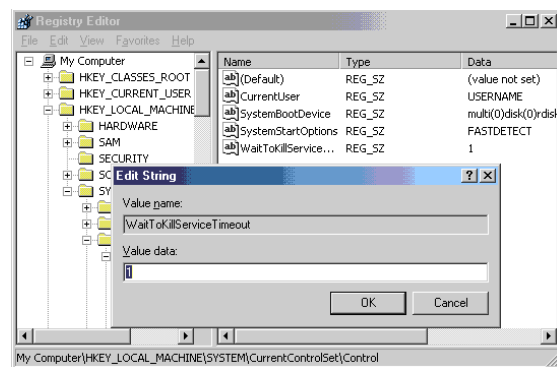 Registry Editor
File Edit View Favorites Help
My Computer
HKEY_CLASSES_ROOT
HKEY_CURRENT_USER
HKEY_LOCAL_MACHINE
HARDWARE
SAM
SECURITY
SO
SY
Name Type Data
(Default) REG_SZ (value not set)
CurrentUser REG_SZ USERNAME
SystemBootDevice REG_SZ multi(0)disk(0)rdisk
SystemStartOptions REG_SZ FASTDETECT
WaitToKillService... REG_SZ 1
Edit String
Value name:
WaitToKillServiceTimeout
Value data:
1
OK Cancel
My Computer\HKEY_LOCAL_MACHINE\SYSTEM\CurrentControlSet\Control